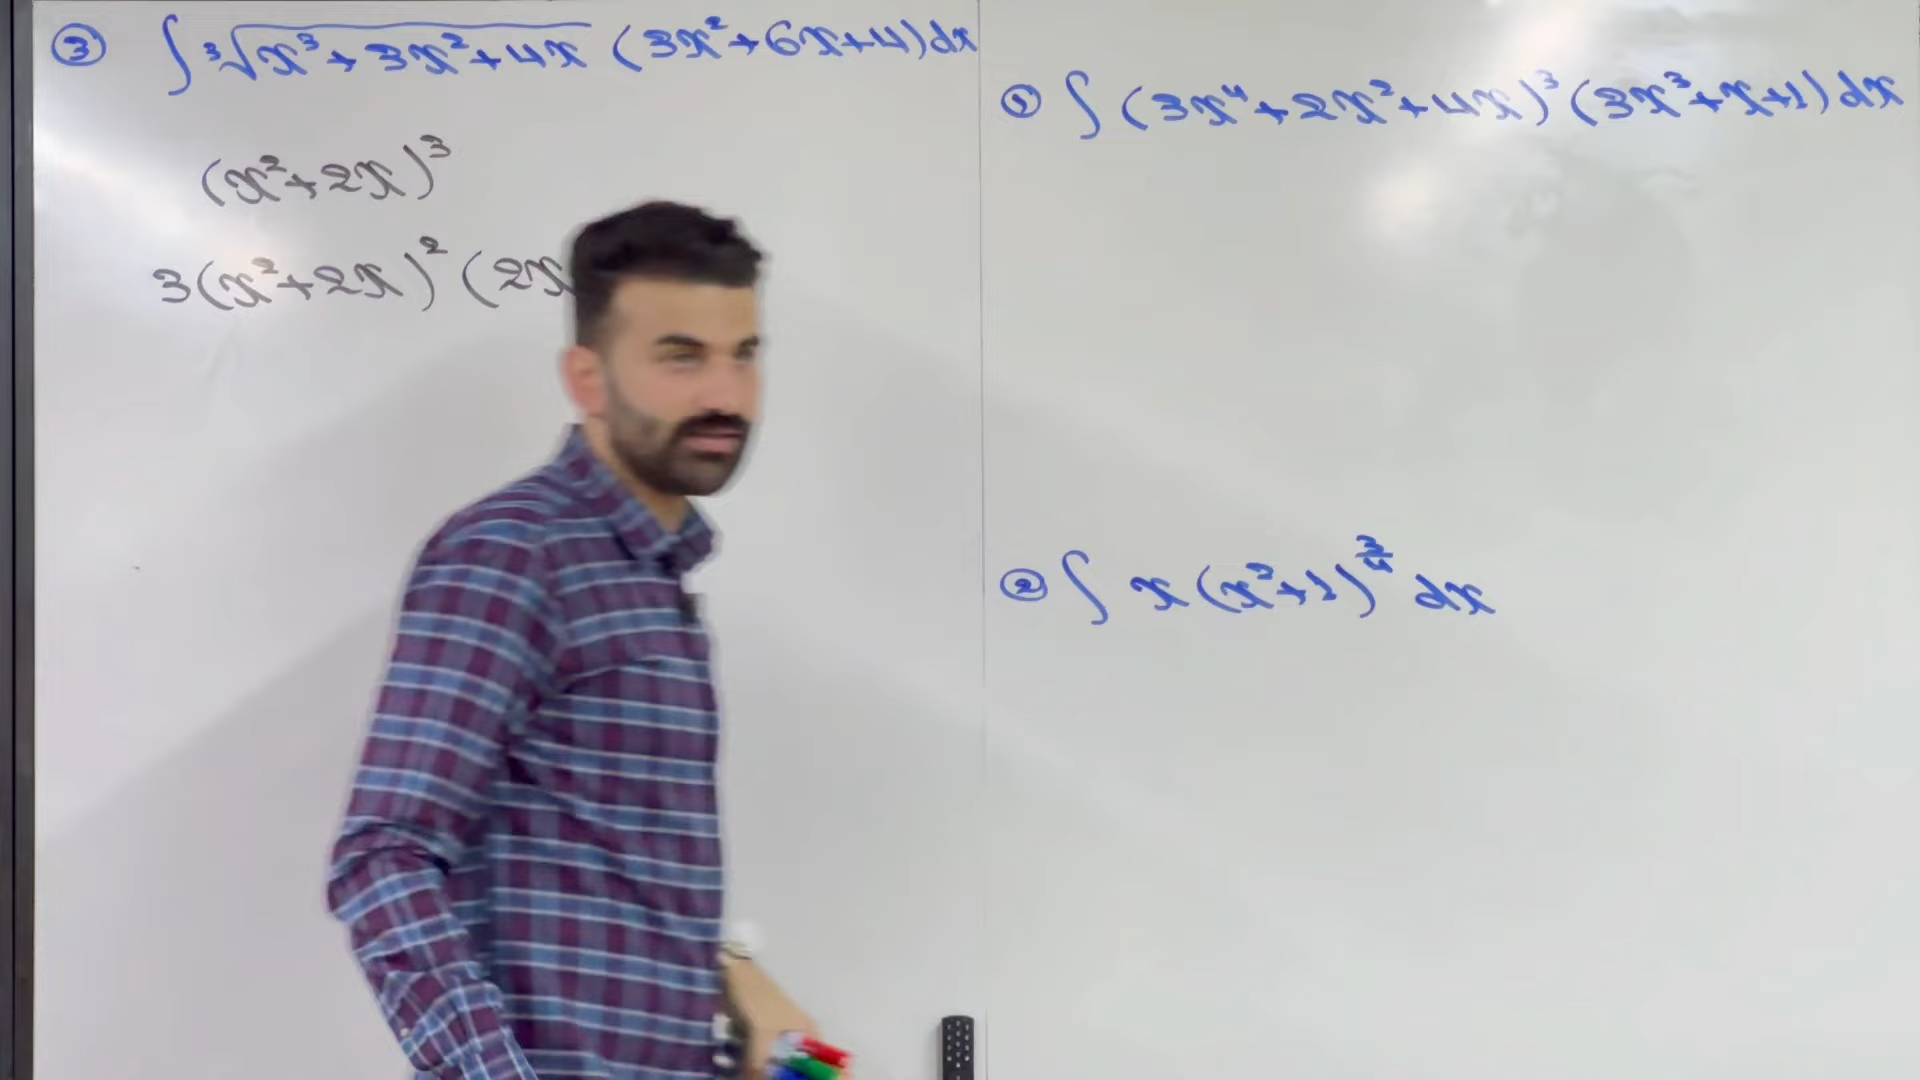 ③ ∫ ∛(x³+3x²+4x) (3x²+6x+4)dx
(x²+2x)³
3(x²+2x)² (2x
① ∫ (3x⁴+2x²+4x)³ (3x³+x+1) dx
② ∫ x (x²+1)^(3/4) dx